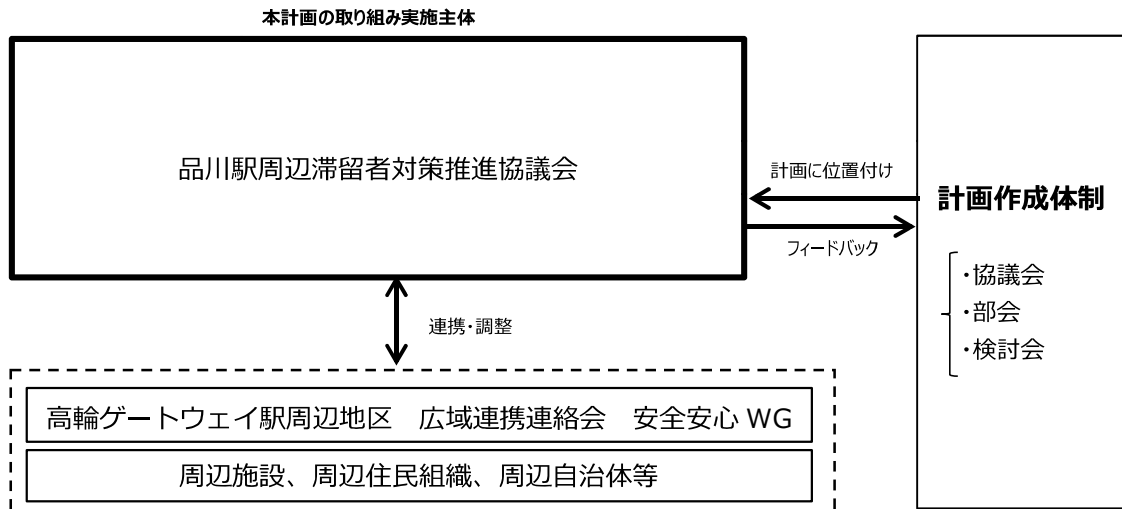 本計画の取り組み実施主体
品川駅周辺滞留者対策推進協議会
計画に位置付け
フィードバック
計画作成体制
・協議会
・部会
・検討会
連携・調整
高輪ゲートウェイ駅周辺地区　広域連携連絡会　安全安心 WG
周辺施設、周辺住民組織、周辺自治体等